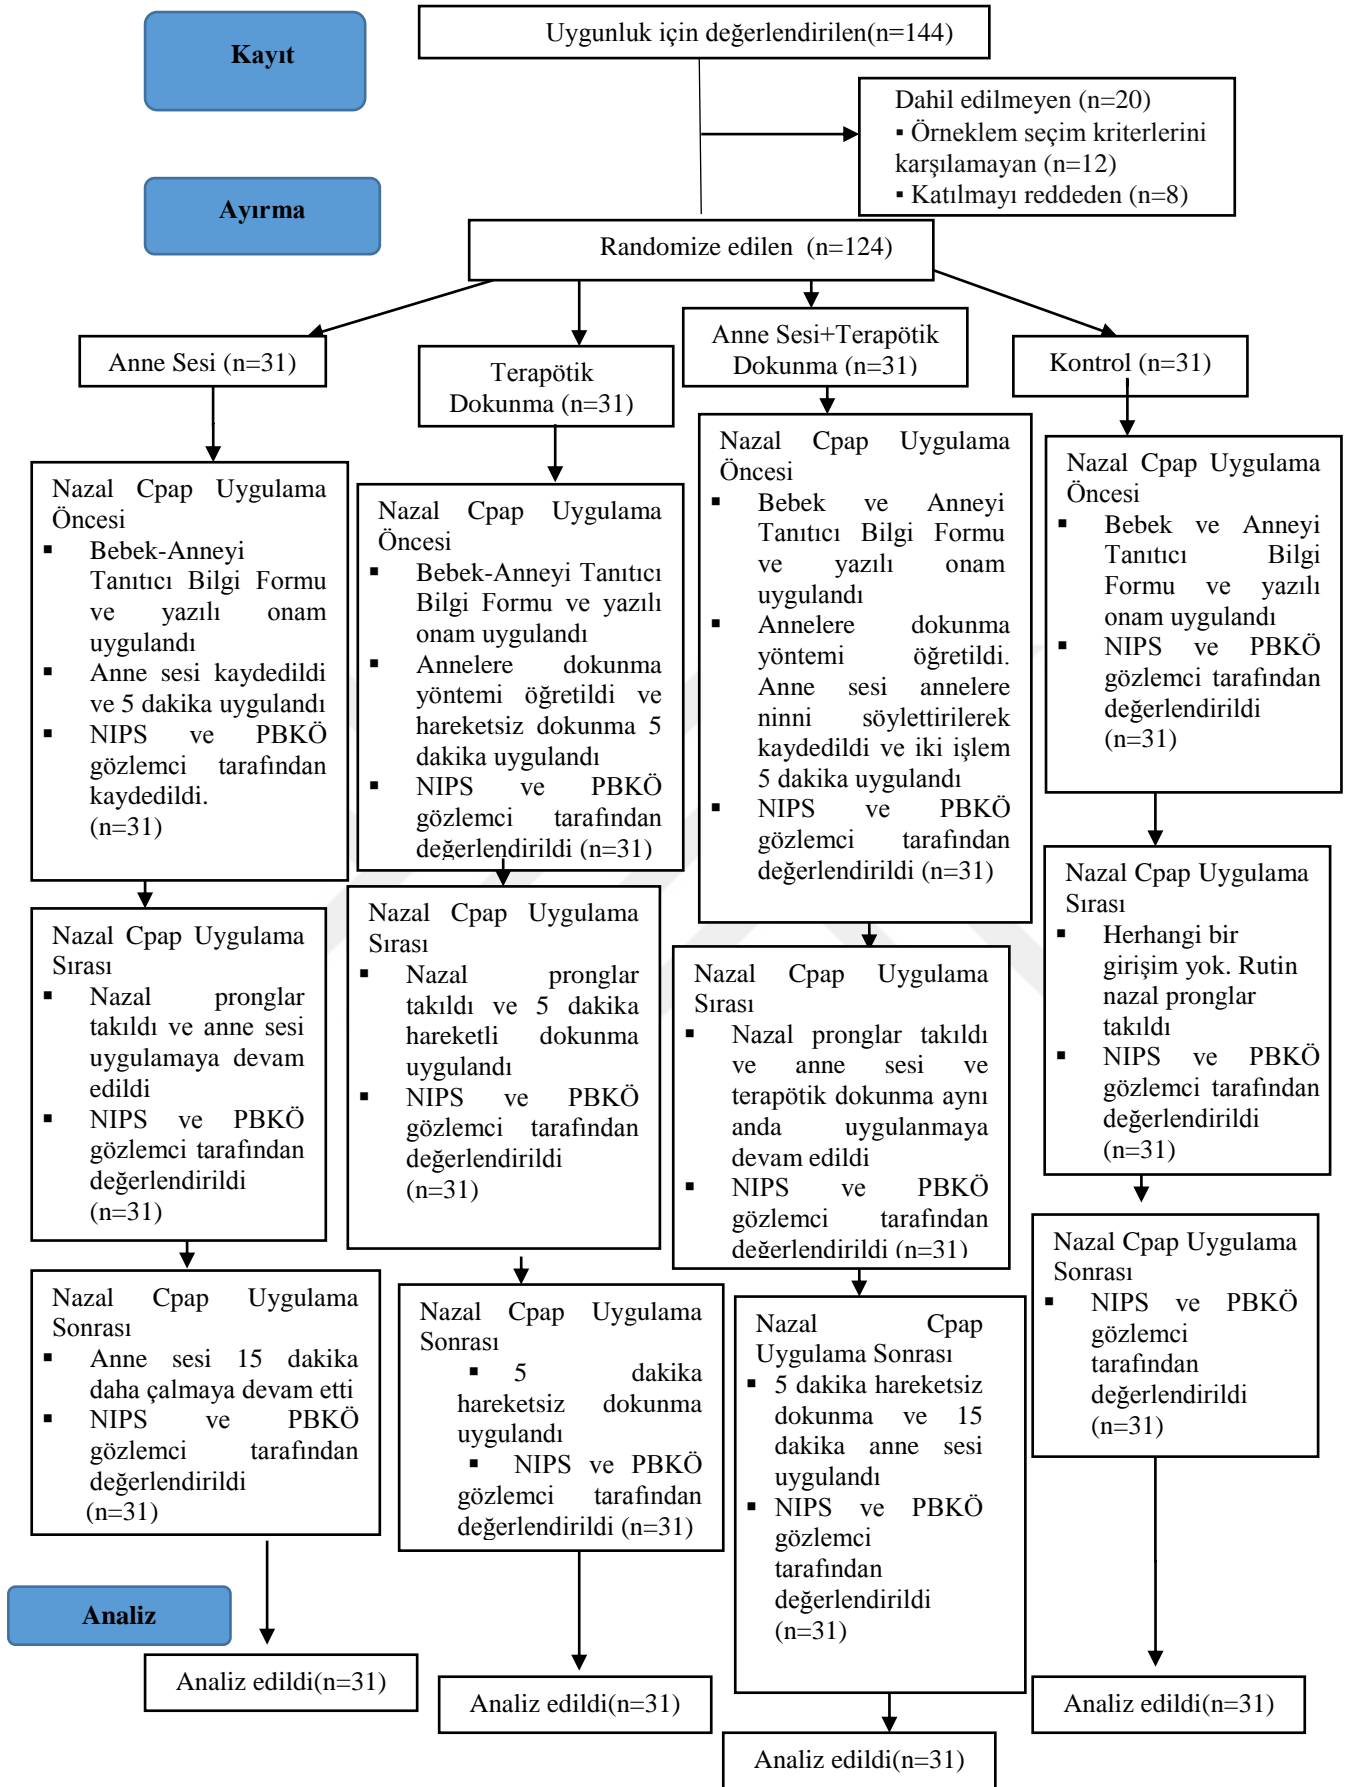 Kayıt
Uygunluk için değerlendirilen(n=144)
Dahil edilmeyen (n=20)
▪ Örneklem seçim kriterlerini
karşılamayan (n=12)
▪ Katılmayı reddeden (n=8)
Ayırma
Randomize edilen (n=124)
Anne Sesi (n=31)
Terapötik
Dokunma (n=31)
Anne Sesi+Terapötik
Dokunma (n=31)
Kontrol (n=31)
Nazal Cpap Uygulama
Öncesi
▪ Bebek-Anneyi
Tanıtıcı Bilgi Formu
ve yazılı onam
uygulandı
▪ Anne sesi kaydedildi
ve 5 dakika uygulandı
▪ NIPS ve PBKÖ
gözlemci tarafından
kaydedildi.
(n=31)
Nazal Cpap Uygulama
Öncesi
▪ Bebek-Anneyi Tanıtıcı
Bilgi Formu ve yazılı
onam uygulandı
▪ Annelere dokunma
yöntemi öğretildi ve
hareketsiz dokunma 5
dakika uygulandı
▪ NIPS ve PBKÖ
gözlemci tarafından
değerlendirildi (n=31)
Nazal Cpap Uygulama
Öncesi
▪ Bebek ve Anneyi
Tanıtıcı Bilgi Formu
ve yazılı onam
uygulandı
▪ Annelere dokunma
yöntemi öğretildi.
Anne sesi annelere
ninni söylettirilerek
kaydedildi ve iki işlem
5 dakika uygulandı
▪ NIPS ve PBKÖ
gözlemci tarafından
değerlendirildi (n=31)
Nazal Cpap Uygulama
Öncesi
▪ Bebek ve Anneyi
Tanıtıcı Bilgi
Formu ve yazılı
onam uygulandı
▪ NIPS ve PBKÖ
gözlemci tarafından
değerlendirildi
(n=31)
Nazal Cpap Uygulama
Sırası
▪ Nazal pronglar
takıldı ve anne sesi
uygulamaya devam
edildi
▪ NIPS ve PBKÖ
gözlemci tarafından
değerlendirildi
(n=31)
Nazal Cpap Uygulama
Sırası
▪ Nazal pronglar
takıldı ve 5 dakika
hareketli dokunma
uygulandı
▪ NIPS ve PBKÖ
gözlemci tarafından
değerlendirildi
(n=31)
Nazal Cpap Uygulama
Sırası
▪ Nazal pronglar takıldı
ve anne sesi ve
terapötik dokunma aynı
anda uygulanmaya
devam edildi
▪ NIPS ve PBKÖ
gözlemci tarafından
değerlendirildi (n=31)
Nazal Cpap Uygulama
Sırası
▪ Herhangi bir
girişim yok. Rutin
nazal pronglar
takıldı
▪ NIPS ve PBKÖ
gözlemci tarafından
değerlendirildi
(n=31)
Nazal Cpap Uygulama
Sonrası
▪ Anne sesi 15 dakika
daha çalmaya devam etti
▪ NIPS ve PBKÖ
gözlemci tarafından
değerlendirildi
(n=31)
Nazal Cpap Uygulama
Sonrası
▪ 5 dakika
hareketsiz dokunma
uygulandı
▪ NIPS ve PBKÖ
gözlemci tarafından
değerlendirildi (n=31)
Nazal Cpap
Uygulama Sonrası
▪ 5 dakika hareketsiz
dokunma ve 15
dakika anne sesi
uygulandı
▪ NIPS ve PBKÖ
gözlemci
tarafından
değerlendirildi
(n=31)
Nazal Cpap Uygulama
Sonrası
▪ NIPS ve PBKÖ
gözlemci
tarafından
değerlendirildi
(n=31)
Analiz
Analiz edildi(n=31)
Analiz edildi(n=31)
Analiz edildi(n=31)
Analiz edildi(n=31)